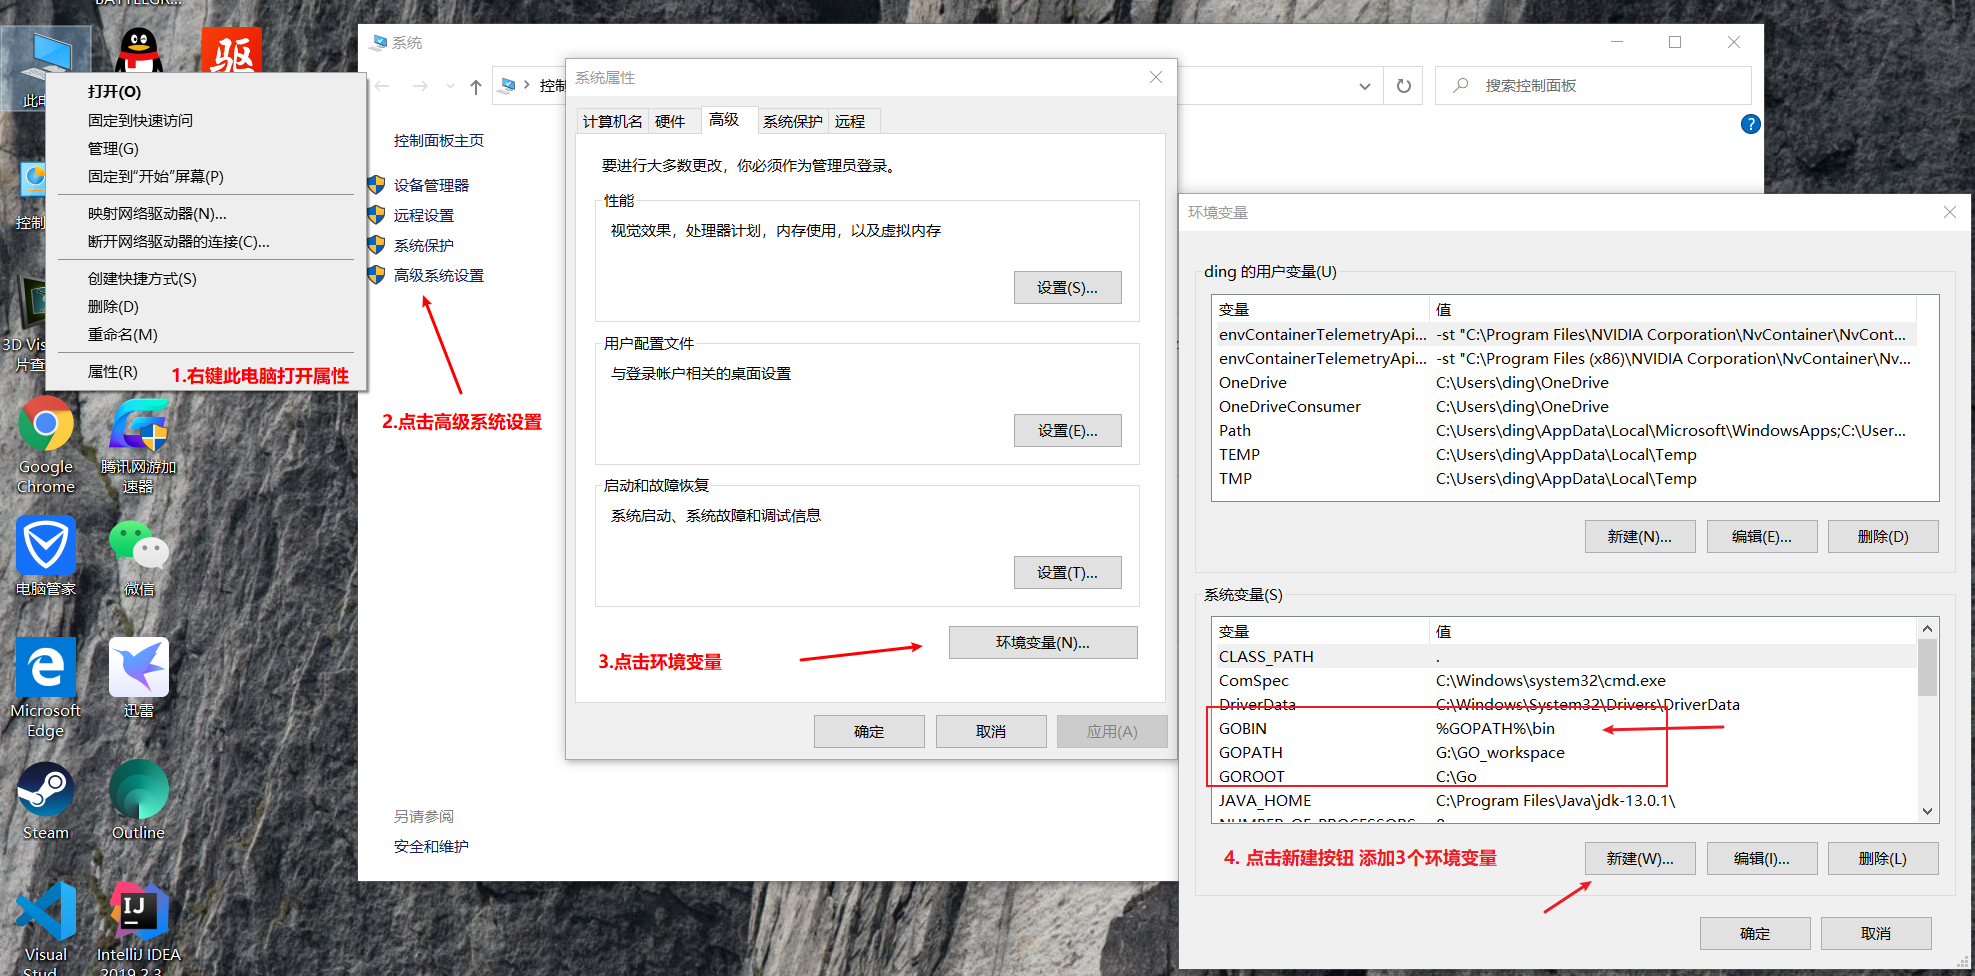 BATTLEGR...
驱
此电
控制
3D Vis
片查
Google
Chrome
腾讯网游加
速器
电脑管家
微信
Microsoft
Edge
迅雷
Steam
Outline
Visual
Stud
IJ
IntelliJ IDEA
2019.2.3
打开(O)
固定到快速访问
管理(G)
固定到“开始”屏幕(P)
映射网络驱动器(N)...
断开网络驱动器的连接(C)...
创建快捷方式(S)
删除(D)
重命名(M)
属性(R)
1.右键此电脑打开属性
系统
控制
搜索控制面板
?
控制面板主页
设备管理器
远程设置
系统保护
高级系统设置
2.点击高级系统设置
另请参阅
安全和维护
系统属性
计算机名 硬件 高级 系统保护 远程
要进行大多数更改，你必须作为管理员登录。
性能
视觉效果，处理器计划，内存使用，以及虚拟内存
设置(S)...
用户配置文件
与登录帐户相关的桌面设置
设置(E)...
启动和故障恢复
系统启动、系统故障和调试信息
设置(T)...
环境变量(N)...
3.点击环境变量
确定 取消 应用(A)
环境变量
ding 的用户变量(U)
变量 值
envContainerTelemetryApi... -st "C:\Program Files\NVIDIA Corporation\NvContainer\NvCont...
envContainerTelemetryApi... -st "C:\Program Files (x86)\NVIDIA Corporation\NvContainer\Nv...
OneDrive C:\Users\ding\OneDrive
OneDriveConsumer C:\Users\ding\OneDrive
Path C:\Users\ding\AppData\Local\Microsoft\WindowsApps;C:\User...
TEMP C:\Users\ding\AppData\Local\Temp
TMP C:\Users\ding\AppData\Local\Temp
新建(N)... 编辑(E)... 删除(D)
系统变量(S)
变量 值
CLASS_PATH .
ComSpec C:\Windows\system32\cmd.exe
DriverData C:\Windows\System32\Drivers\DriverData
GOBIN %GOPATH%\bin
GOPATH G:\GO_workspace
GOROOT C:\Go
JAVA_HOME C:\Program Files\Java\jdk-13.0.1\
NUMBER_OF_PROCESSORS
4. 点击新建按钮 添加3个环境变量
新建(W)... 编辑(I)... 删除(L)
确定 取消